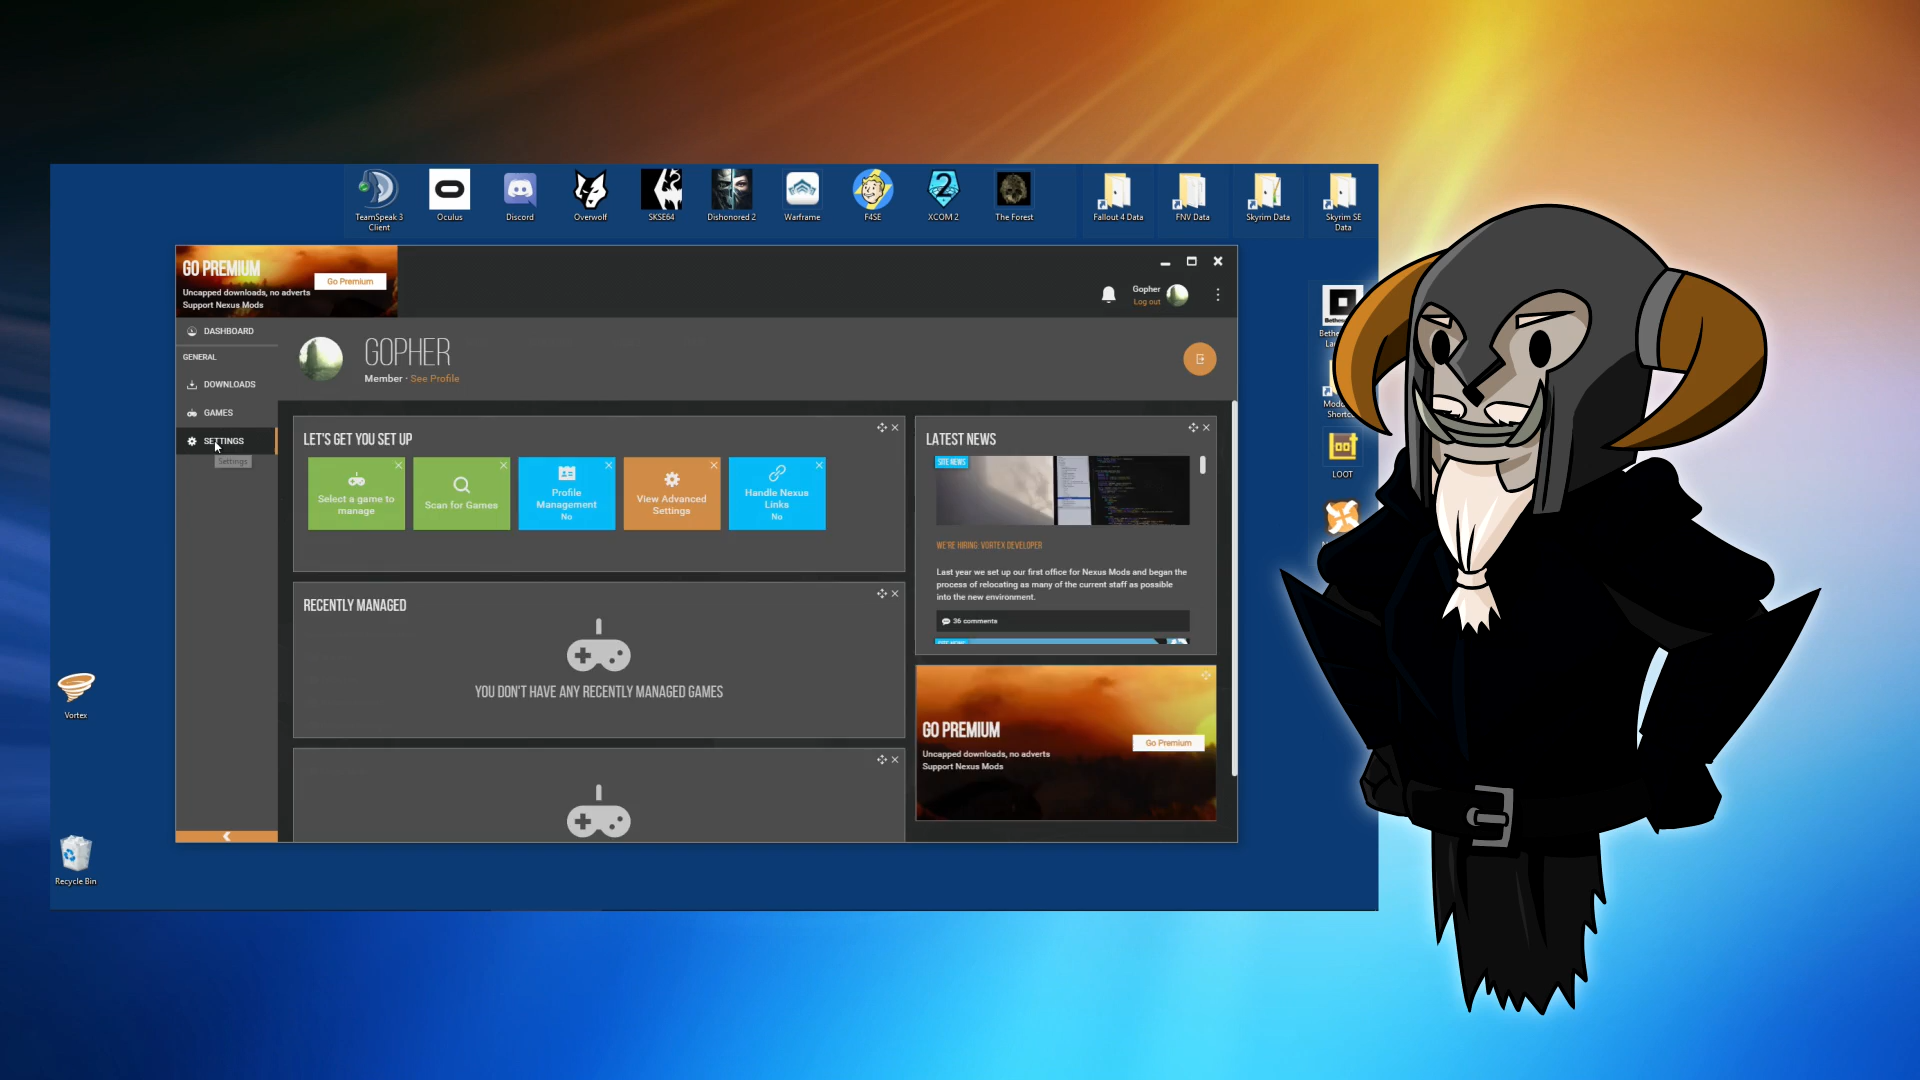 TeamSpeak 3
Client
Oculus
Discord
Overwolf
SKSE64
Dishonored 2
Warframe
F4SE
XCOM 2
The Forest
Fallout 4 Data
FNV Data
Skyrim Data
Skyrim SE
Data
GO PREMIUM
Uncapped downloads, no adverts
Support Nexus Mods
Go Premium
Gopher
Log out
DASHBOARD
GENERAL
DOWNLOADS
GAMES
SETTINGS
Settings
GOPHER
Member · See Profile
LET'S GET YOU SET UP
Select a game to
manage
Scan for Games
Profile
Management
No
View Advanced
Settings
Handle Nexus
Links
No
RECENTLY MANAGED
YOU DON'T HAVE ANY RECENTLY MANAGED GAMES
LATEST NEWS
SITE NEWS
WE'RE HIRING: VORTEX DEVELOPER
Last year we set up our first office for Nexus Mods and began the
process of relocating as many of the current staff as possible
into the new environment.
36 comments
GO PREMIUM
Uncapped downloads, no adverts
Support Nexus Mods
Go Premium
loot
LOOT
Vortex
Recycle Bin